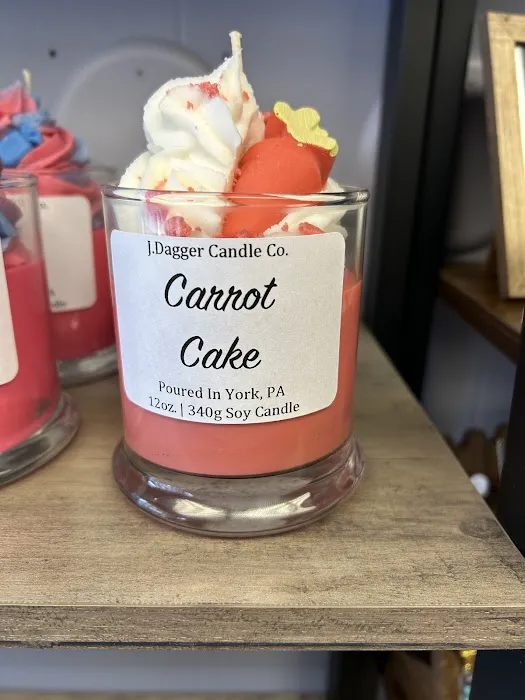 J.Dagger Candle Co.
Carrot
Cake
Poured In York, PA
12oz. | 340g Soy Candle